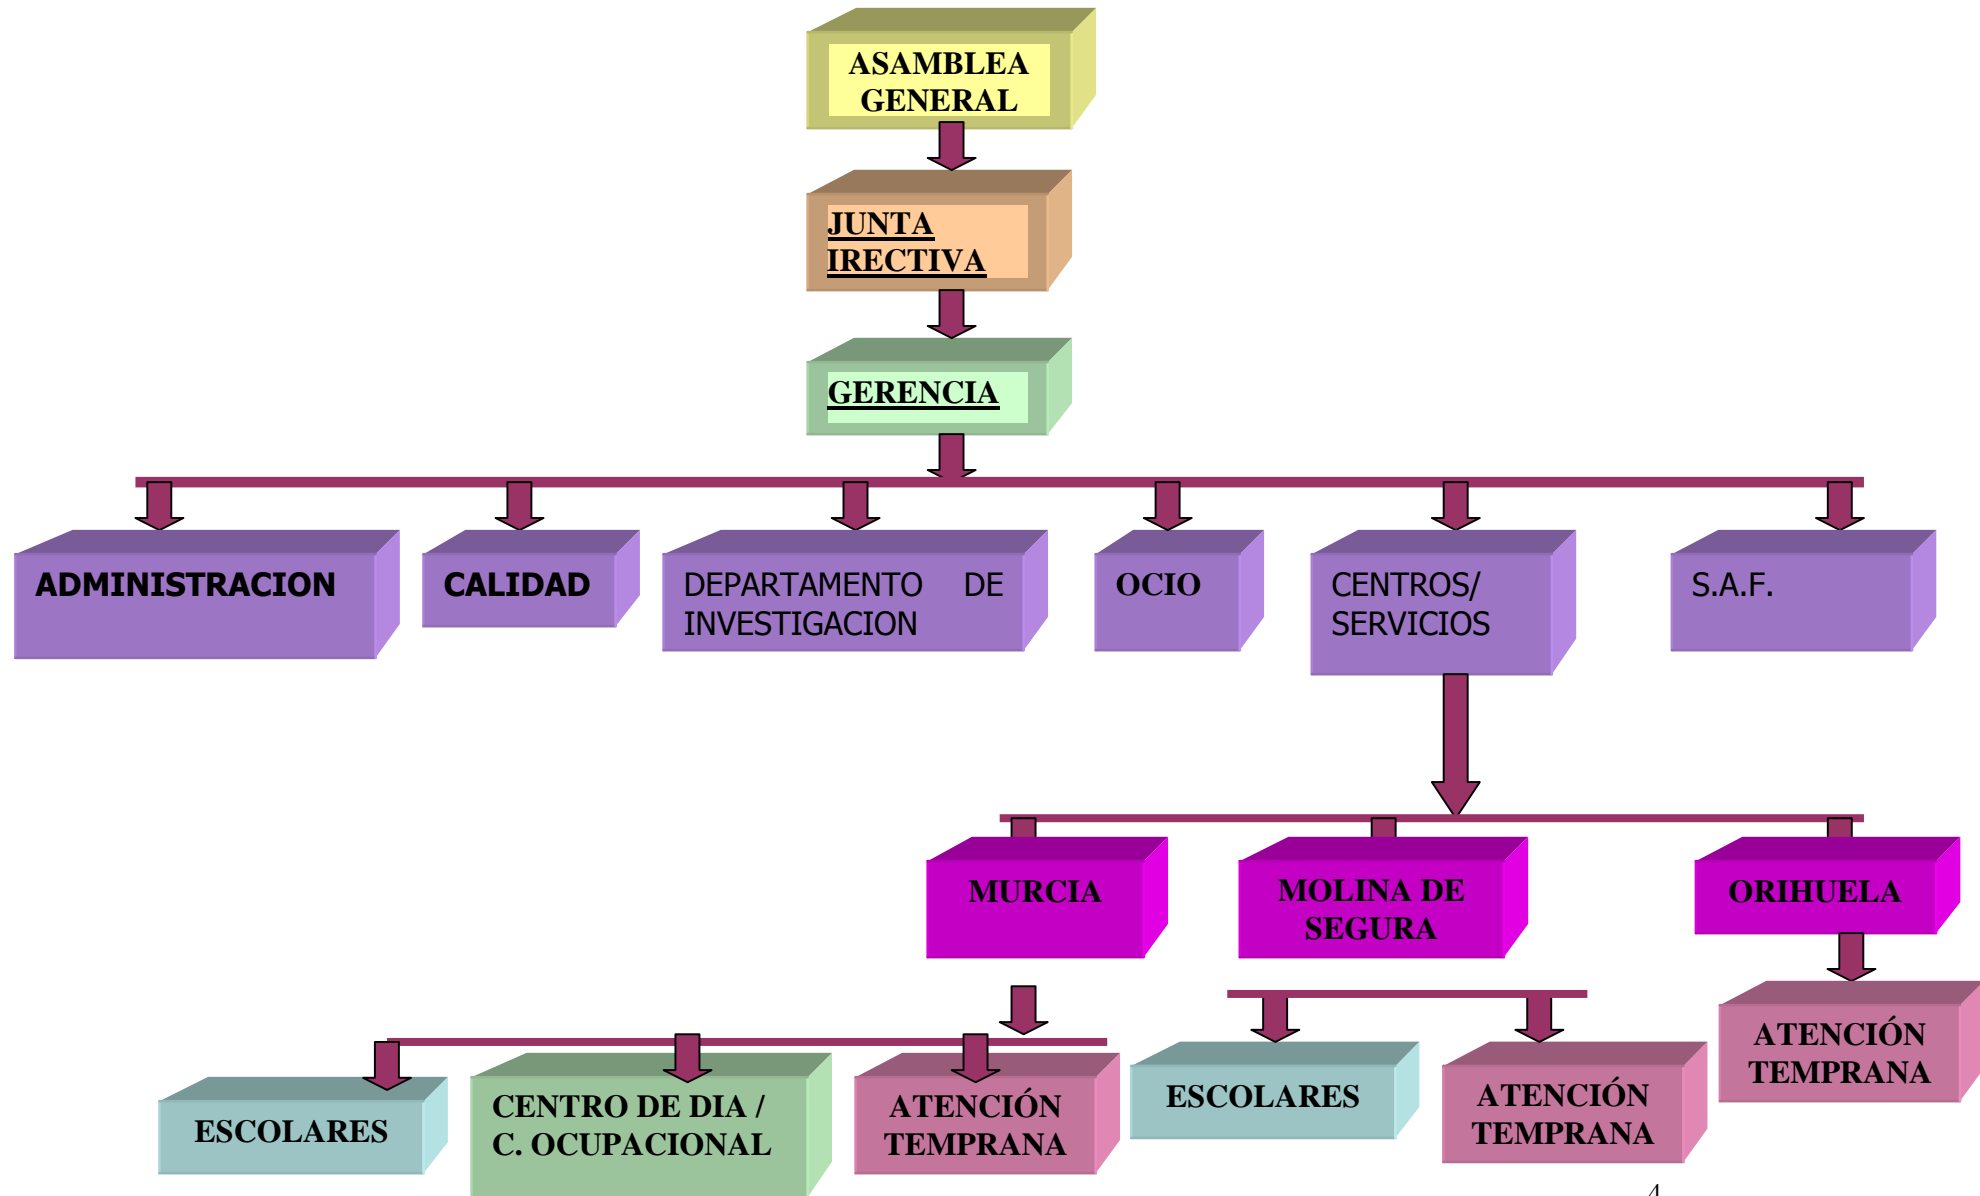 ASAMBLEA
GENERAL
JUNTA
IRECTIVA
GERENCIA
ADMINISTRACION
CALIDAD
DEPARTAMENTO DE
INVESTIGACION
OCIO
CENTROS/
SERVICIOS
S.A.F.
MURCIA
MOLINA DE
SEGURA
ORIHUELA
ESCOLARES
CENTRO DE DIA /
C. OCUPACIONAL
ATENCIÓN
TEMPRANA
ESCOLARES
ATENCIÓN
TEMPRANA
ATENCIÓN
TEMPRANA
4